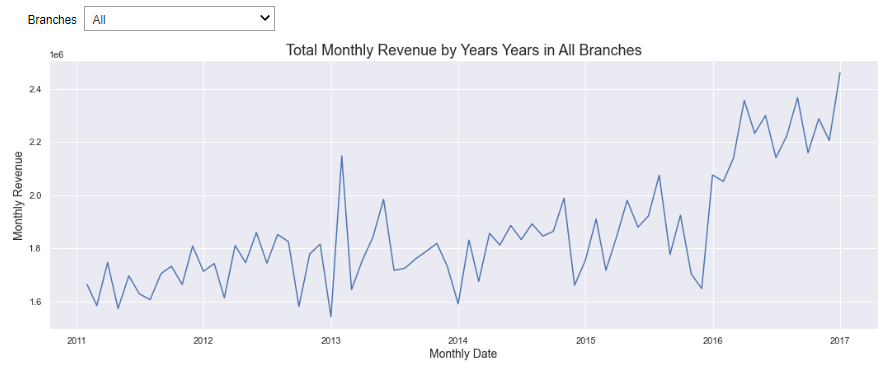 Branches All
Total Monthly Revenue by Years Years in All Branches
1e6
2.4
2.2
2.0
1.8
1.6
Monthly Revenue
2011 2012 2013 2014 2015 2016 2017
Monthly Date